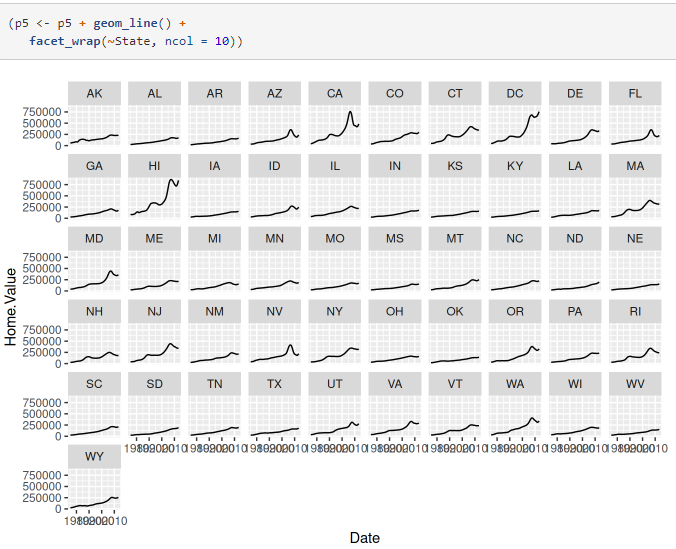 (p5 <- p5 + geom_line() +
facet_wrap(~State, ncol = 10))
AK AL AR AZ CA CO CT DC DE FL
750000
500000
250000
0
GA HI IA ID IL IN KS KY LA MA
750000
500000
250000
0
MD ME MI MN MO MS MT NC ND NE
750000
500000
250000
0
Home.Value
NH NJ NM NV NY OH OK OR PA RI
750000
500000
250000
0
SC SD TN TX UT VA VT WA WI WV
750000
500000
250000
0
WY
750000
500000
250000
0
Date